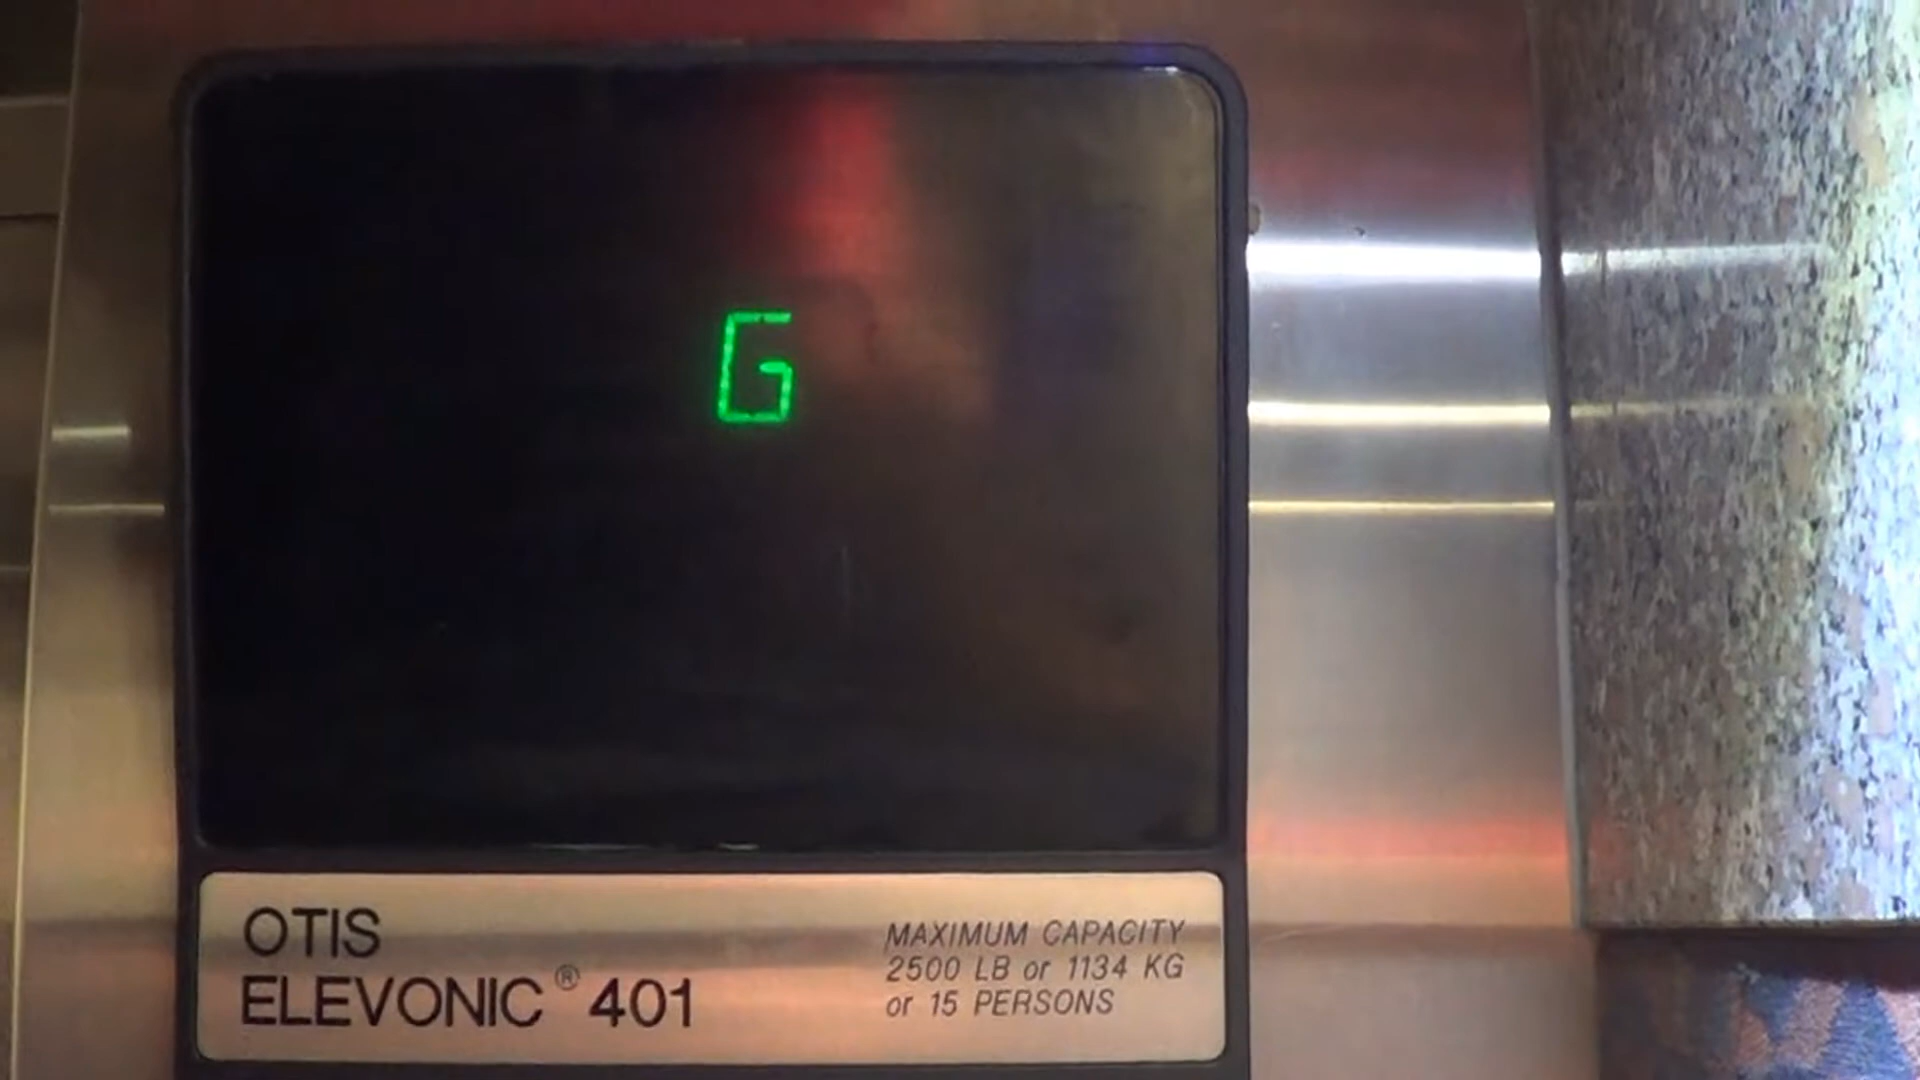 G
OTIS
ELEVONIC® 401
MAXIMUM CAPACITY
2500 LB or 1134 KG
or 15 PERSONS